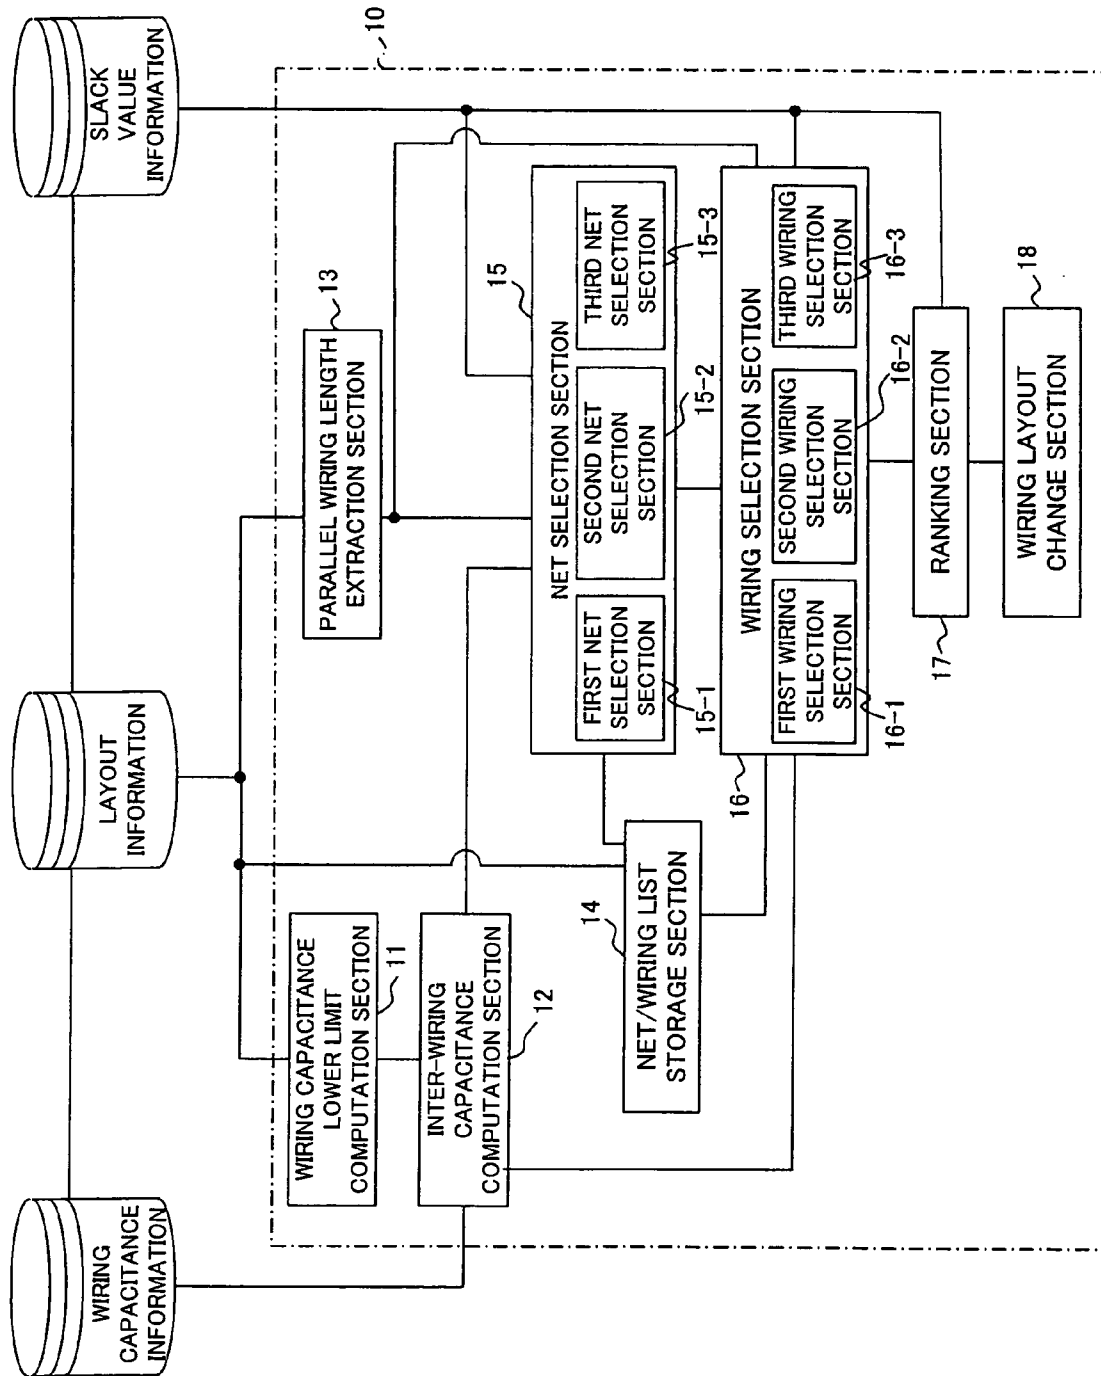 WIRING
CAPACITANCE
INFORMATION
LAYOUT
INFORMATION
SLACK
VALUE
INFORMATION
10
WIRING CAPACITANCE
LOWER LIMIT
COMPUTATION SECTION
11
INTER-WIRING
CAPACITANCE
COMPUTATION SECTION
12
PARALLEL WIRING LENGTH
EXTRACTION SECTION
13
NET/WIRING LIST
STORAGE SECTION
14
NET SELECTION SECTION
15
FIRST NET
SELECTION
SECTION
15-1
SECOND NET
SELECTION
SECTION
15-2
THIRD NET
SELECTION
SECTION
15-3
WIRING SELECTION SECTION
16
FIRST WIRING
SELECTION
SECTION
16-1
SECOND WIRING
SELECTION
SECTION
16-2
THIRD WIRING
SELECTION
SECTION
16-3
RANKING SECTION
17
WIRING LAYOUT
CHANGE SECTION
18